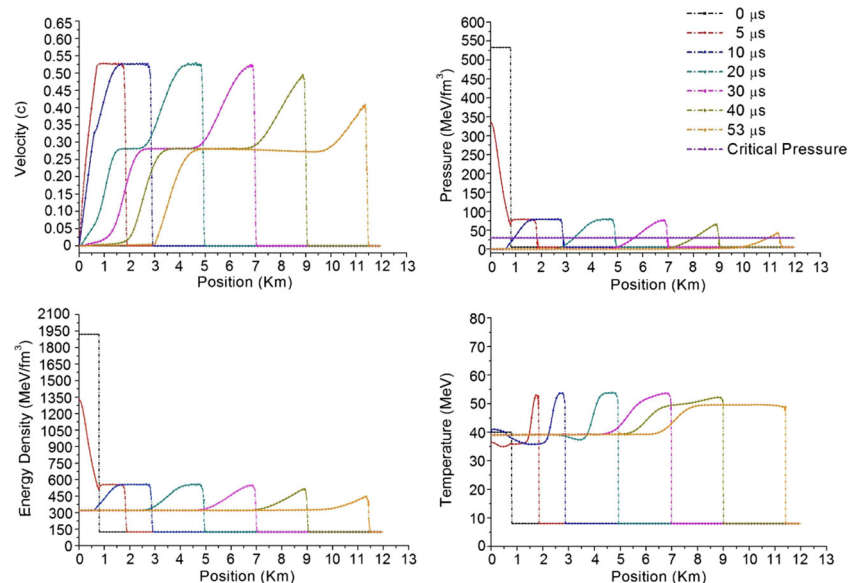 0.65
0.60
0.55
0.50
0.45
0.40
0.35
0.30
0.25
0.20
0.15
0.10
0.05
0
Velocity (c)
0 1 2 3 4 5 6 7 8 9 10 11 12 13
Position (Km)
600
550
500
450
400
350
300
250
200
150
100
50
0
Pressure (MeV/fm³)
0 1 2 3 4 5 6 7 8 9 10 11 12 13
Position (Km)
0 μs
5 μs
10 μs
20 μs
30 μs
40 μs
53 μs
Critical Pressure
2100
1950
1800
1650
1500
1350
1200
1050
900
750
600
450
300
150
0
Energy Density (MeV/fm³)
0 1 2 3 4 5 6 7 8 9 10 11 12 13
Position (Km)
80
70
60
50
40
30
20
10
0
Temperature (MeV)
0 1 2 3 4 5 6 7 8 9 10 11 12 13
Position (Km)